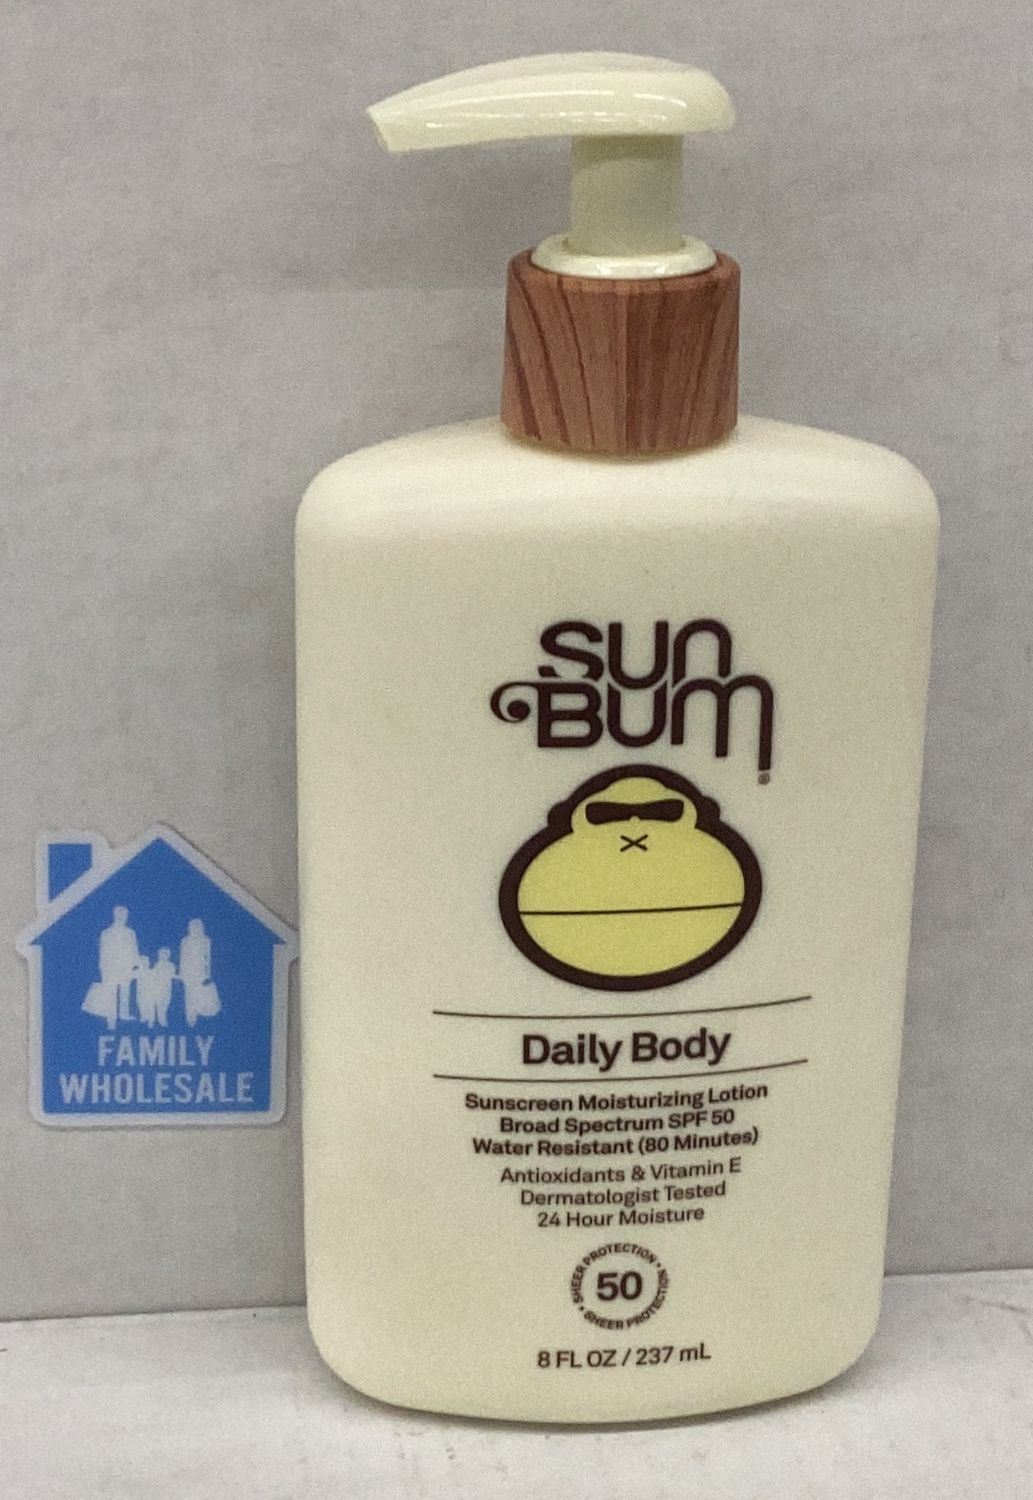 SUN
BUM
®
Daily Body
Sunscreen Moisturizing Lotion
Broad Spectrum SPF 50
Water Resistant (80 Minutes)
Antioxidants & Vitamin E
Dermatologist Tested
24 Hour Moisture
SHEER PROTECTION • SHEER PROTECTION •
50
8 FL OZ / 237 mL
FAMILY
WHOLESALE